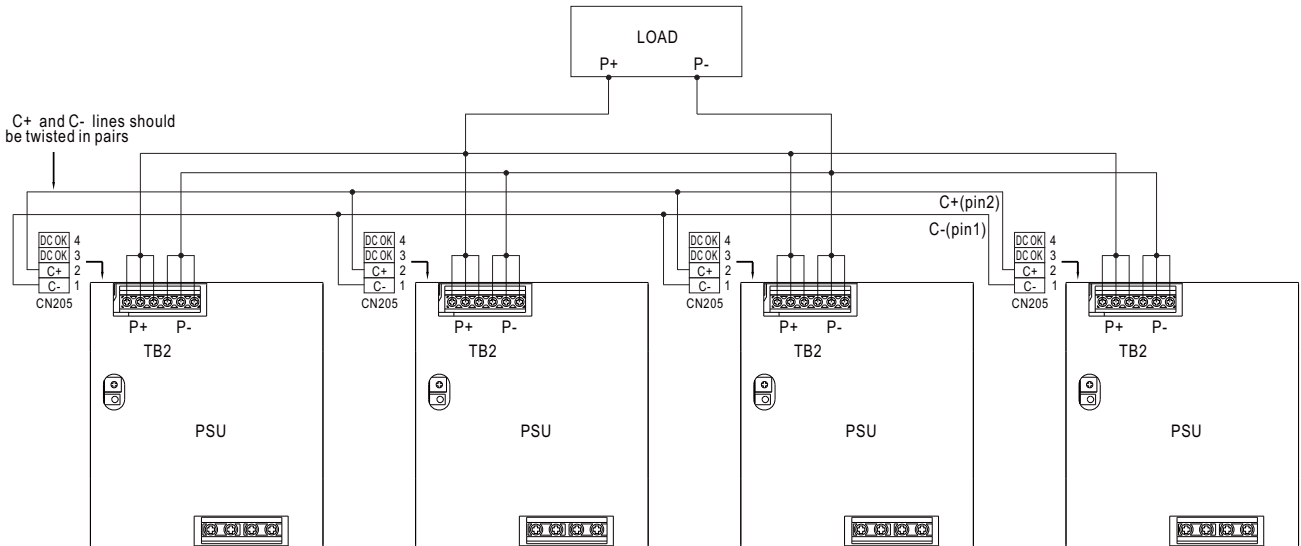 LOAD
P+ P-
C+ and C- lines should
be twisted in pairs
C+(pin2)
C-(pin1)
DC OK 4
DC OK 3
C+ 2
C- 1
CN205
DC OK 4
DC OK 3
C+ 2
C- 1
CN205
DC OK 4
DC OK 3
C+ 2
C- 1
CN205
DC OK 4
DC OK 3
C+ 2
C- 1
CN205
P+ P-
TB2
PSU
P+ P-
TB2
PSU
P+ P-
TB2
PSU
P+ P-
TB2
PSU